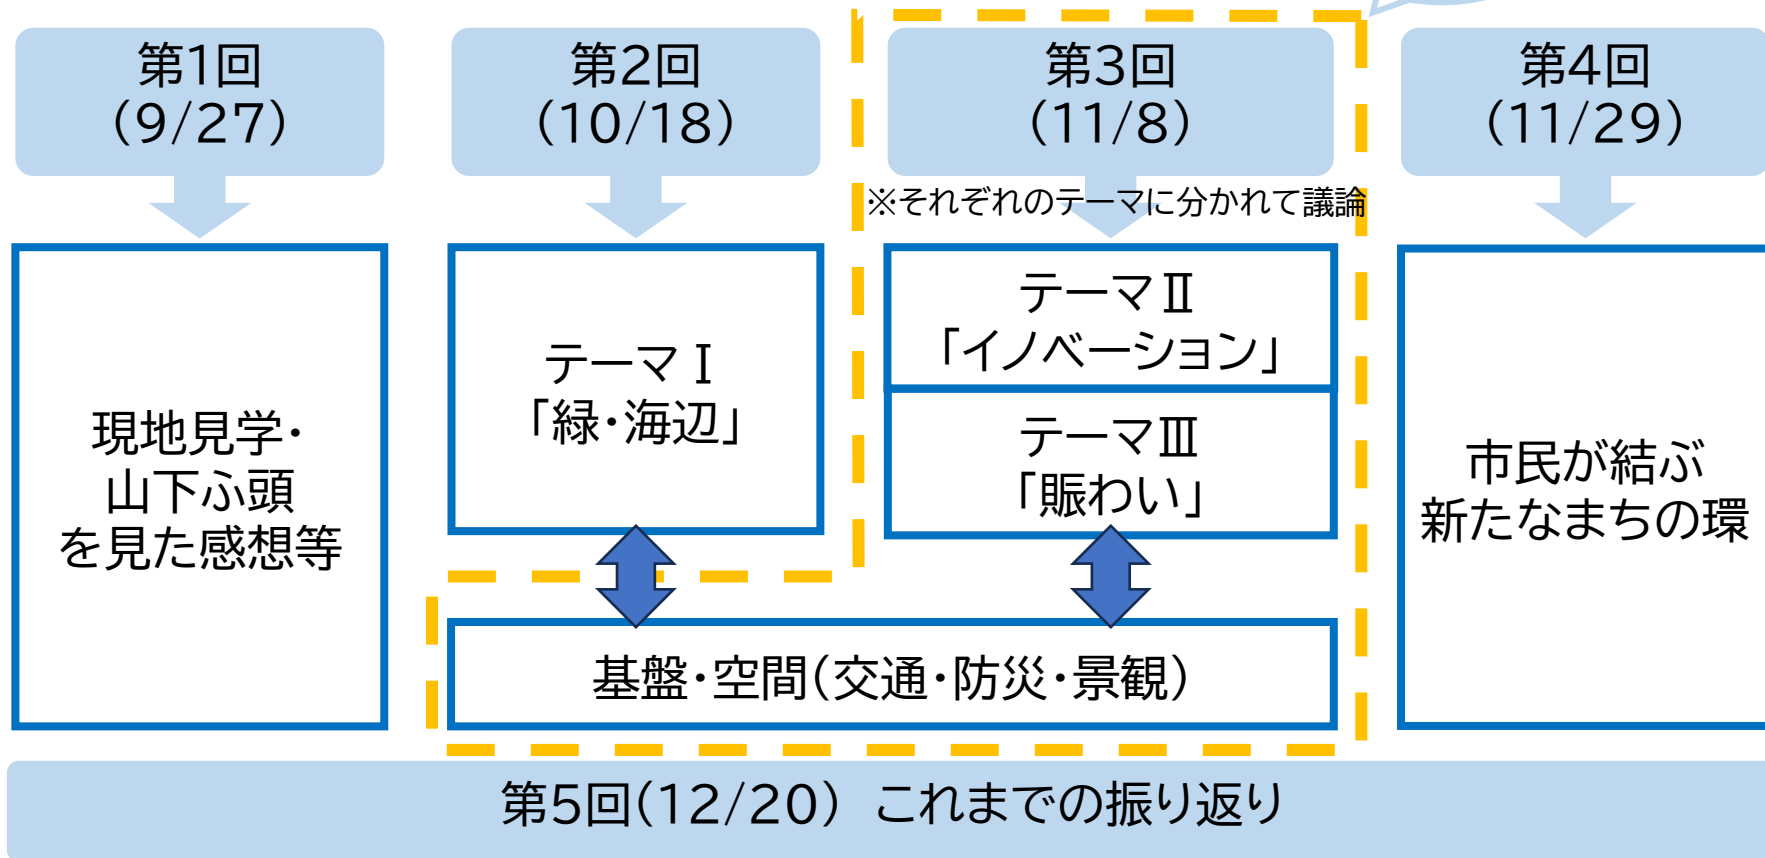 第1回
(9/27)
第2回
(10/18)
第3回
(11/8)
第4回
(11/29)
※それぞれのテーマに分かれて議論
現地見学・
山下ふ頭
を見た感想等
テーマⅠ
「緑・海辺」
テーマⅡ
「イノベーション」
テーマⅢ
「賑わい」
市民が結ぶ
新たなまちの環
基盤・空間(交通・防災・景観)
第5回(12/20) これまでの振り返り